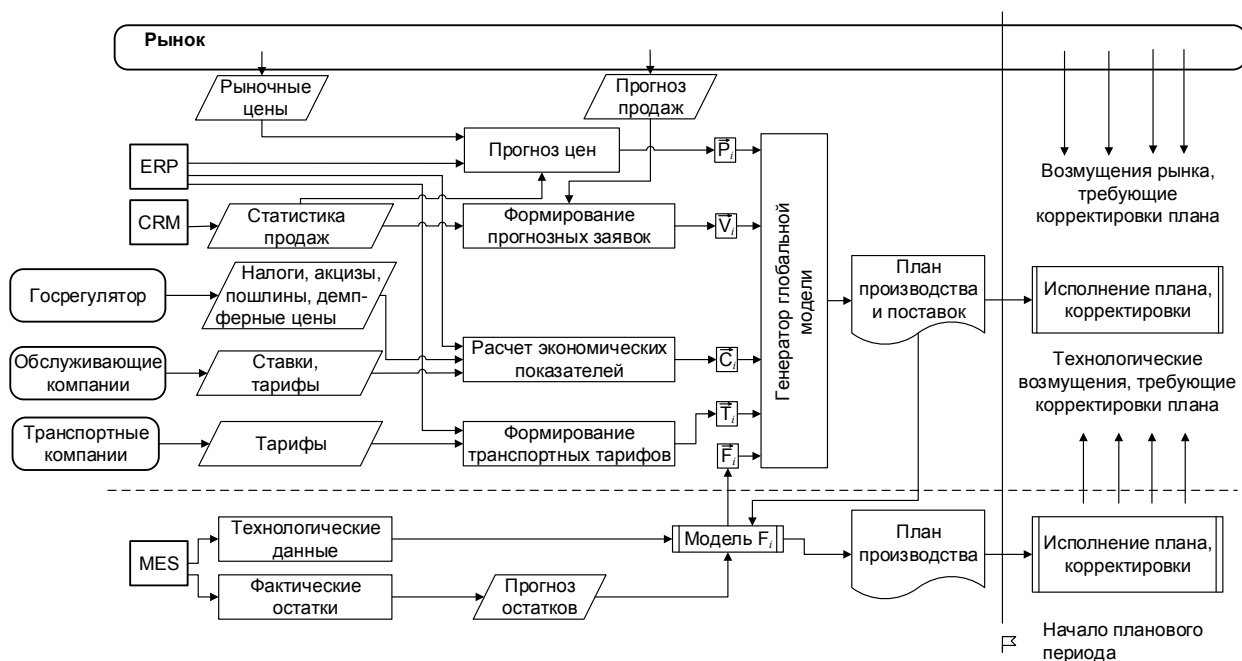 Рынок
Рыночные
цены
Прогноз
продаж
ERP
Прогноз цен
P⃗i
CRM
Статистика
продаж
Формирование
прогнозных заявок
V⃗i
Генератор глобальной
модели
Возмущения рынка,
требующие
корректировки плана
Госрегулятор
Налоги, акцизы,
пошлины, демп-
ферные цены
План
производства
и поставок
Исполнение плана,
корректировки
Обслуживающие
компании
Ставки,
тарифы
Расчет экономических
показателей
C⃗i
Технологические
возмущения, требующие
корректировки плана
Транспортные
компании
Тарифы
Формирование
транспортных тарифов
T⃗i
F⃗i
MES
Технологические
данные
Модель Fi
План
производства
Исполнение плана,
корректировки
Фактические
остатки
Прогноз
остатков
Начало планового
периода